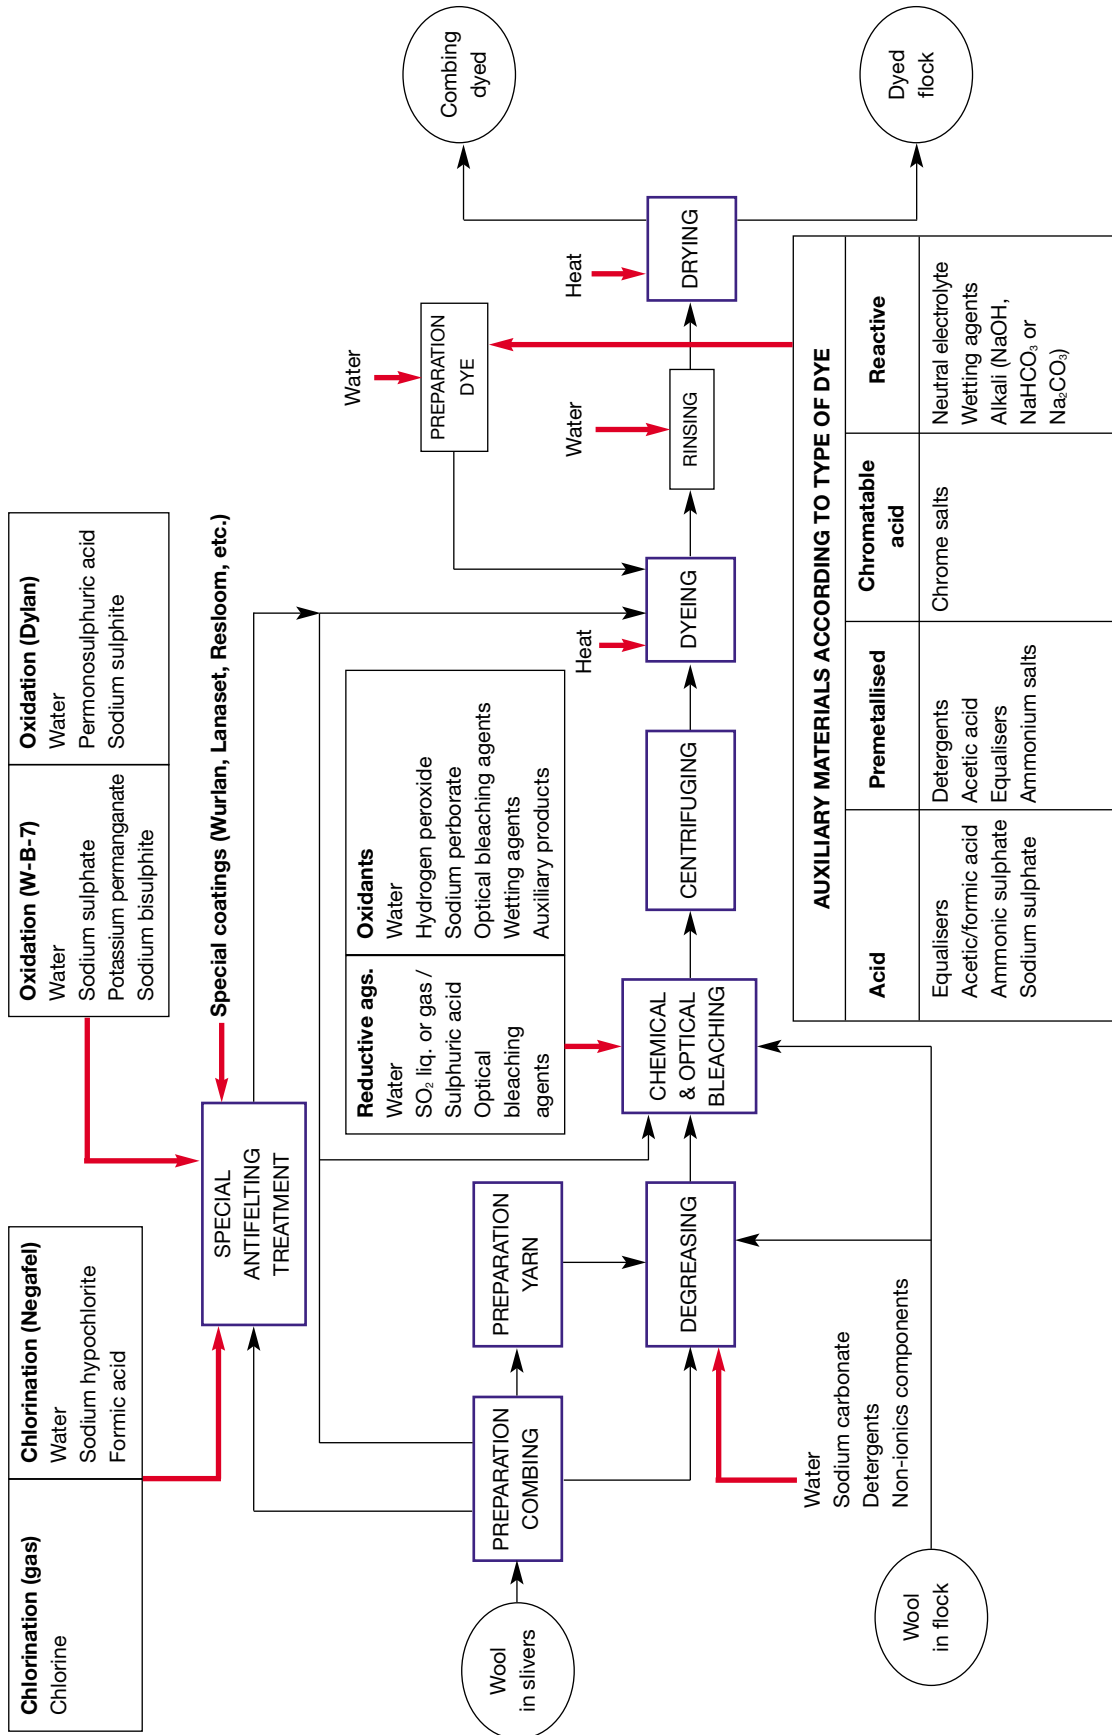 Chlorination (gas)
Chlorine
Chlorination (Negafel)
Water
Sodium hypochlorite
Formic acid
Oxidation (W-B-7)
Water
Sodium sulphate
Potassium permanganate
Sodium bisulphite
Oxidation (Dylan)
Water
Permonosulphuric acid
Sodium sulphite
Special coatings (Wurlan, Lanaset, Resloom, etc.)
SPECIAL
ANTIFELTING
TREATMENT
Reductive ags.
Water
SO₂ liq. or gas /
Sulphuric acid
Optical
bleaching
agents
Oxidants
Water
Hydrogen peroxide
Sodium perborate
Optical bleaching agents
Wetting agents
Auxiliary products
Water
PREPARATION
DYE
Combing
dyed
Wool
in slivers
PREPARATION
COMBING
PREPARATION
YARN
Heat
Water
Heat
DEGREASING
CHEMICAL
& OPTICAL
BLEACHING
CENTRIFUGING
DYEING
RINSING
DRYING
Water
Sodium carbonate
Detergents
Non-ionics components
Wool
in flock
Dyed
flock
AUXILIARY MATERIALS ACCORDING TO TYPE OF DYE
Acid
Equalisers
Acetic/formic acid
Ammonic sulphate
Sodium sulphate
Premetallised
Detergents
Acetic acid
Equalisers
Ammonium salts
Chromatable
acid
Chrome salts
Reactive
Neutral electrolyte
Wetting agents
Alkali (NaOH,
NaHCO₃ or
Na₂CO₃)